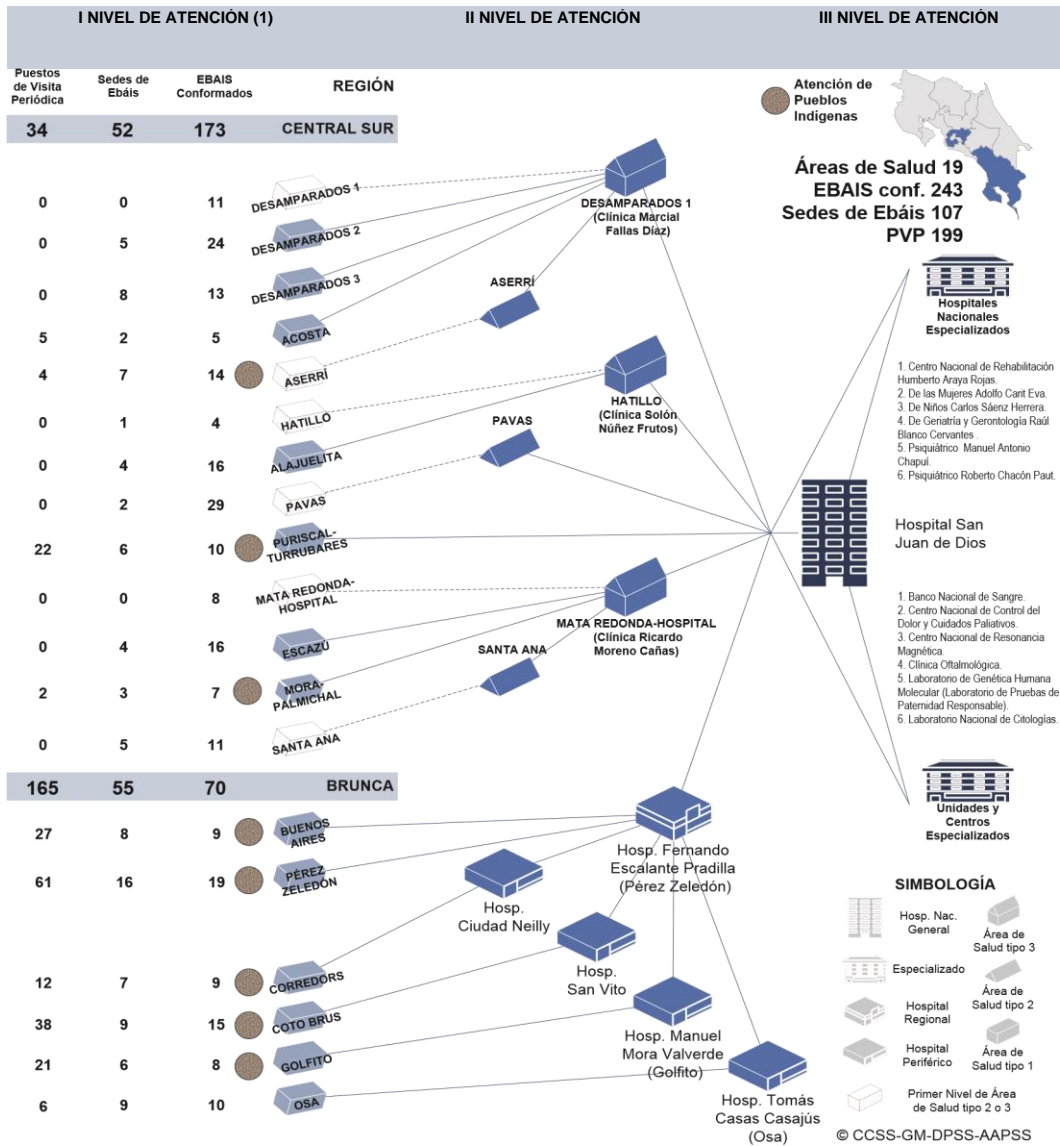 I NIVEL DE ATENCIÓN (1)
II NIVEL DE ATENCIÓN
III NIVEL DE ATENCIÓN
Puestos
de Visita
Periódica
Sedes de
Ebáis
EBAIS
Conformados
REGIÓN
34 52 173 CENTRAL SUR
0 0 11 DESAMPARADOS 1
0 5 24 DESAMPARADOS 2
0 8 13 DESAMPARADOS 3
5 2 5 ACOSTA
4 7 14 ASERRÍ
0 1 4 HATILLO
0 4 16 ALAJUELITA
0 2 29 PAVAS
22 6 10 PURISCAL-
TURRUBARES
0 0 8 MATA REDONDA-
HOSPITAL
0 4 16 ESCAZÚ
2 3 7 MORA-
PALMICHAL
0 5 11 SANTA ANA
165 55 70 BRUNCA
27 8 9 BUENOS
AIRES
61 16 19 PÉREZ
ZELEDÓN
12 7 9 CORREDORS
38 9 15 COTO BRUS
21 6 8 GOLFITO
6 9 10 OSA
DESAMPARADOS 1
(Clínica Marcial
Fallas Díaz)
ASERRÍ
HATILLO
(Clínica Solón
Núñez Frutos)
PAVAS
MATA REDONDA-HOSPITAL
(Clínica Ricardo
Moreno Cañas)
SANTA ANA
Hosp. Fernando
Escalante Pradilla
(Pérez Zeledón)
Hosp.
Ciudad Neilly
Hosp.
San Vito
Hosp. Manuel
Mora Valverde
(Golfito)
Hosp. Tomás
Casas Casajús
(Osa)
Atención de
Pueblos
Indígenas
Áreas de Salud 19
EBAIS conf. 243
Sedes de Ebáis 107
PVP 199
Hospitales
Nacionales
Especializados
1. Centro Nacional de Rehabilitación
Humberto Araya Rojas.
2. De las Mujeres Adolfo Carit Eva.
3. De Niños Carlos Sáenz Herrera.
4. De Geriatría y Gerontología Raúl
Blanco Cervantes .
5. Psiquiátrico Manuel Antonio
Chapuí.
6. Psiquiátrico Roberto Chacón Paut.
Hospital San
Juan de Dios
1. Banco Nacional de Sangre.
2. Centro Nacional de Control del
Dolor y Cuidados Paliativos.
3. Centro Nacional de Resonancia
Magnética.
4. Clínica Oftalmológica.
5. Laboratorio de Genética Humana
Molecular (Laboratorio de Pruebas de
Paternidad Responsable).
6. Laboratorio Nacional de Citologías.
Unidades y
Centros
Especializados
SIMBOLOGÍA
Hosp. Nac.
General
Área de
Salud tipo 3
Especializado
Área de
Salud tipo 2
Hospital
Regional
Hospital
Periférico
Área de
Salud tipo 1
Primer Nivel de Área
de Salud tipo 2 o 3
© CCSS-GM-DPSS-AAPSS